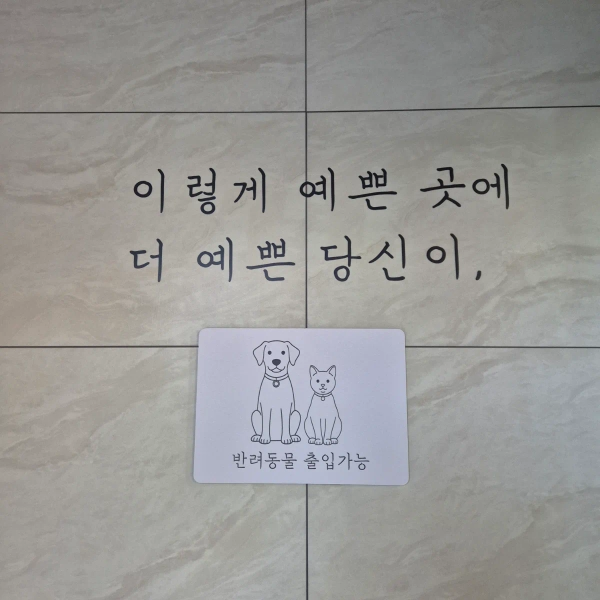 이렇게 예쁜 곳에
더 예쁜 당신이,
반려동물 출입가능